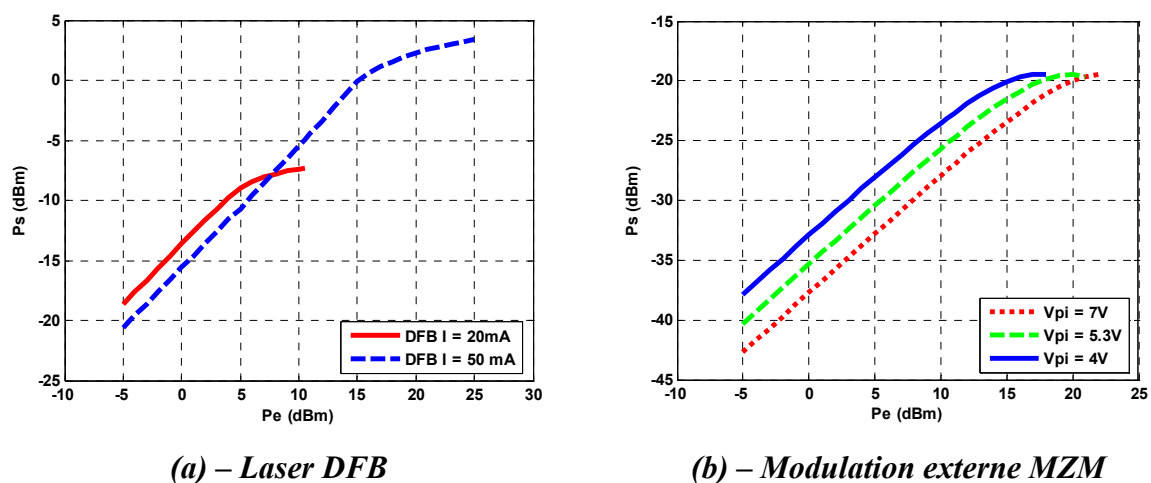 5
0
-5
-10
-15
-20
-25
Ps (dBm)
-10 -5 0 5 10 15 20 25 30
Pe (dBm)
DFB I = 20mA
DFB I = 50 mA
(a) – Laser DFB
-15
-20
-25
-30
-35
-40
-45
Ps (dBm)
-10 -5 0 5 10 15 20 25
Pe (dBm)
Vpi = 7V
Vpi = 5.3V
Vpi = 4V
(b) – Modulation externe MZM